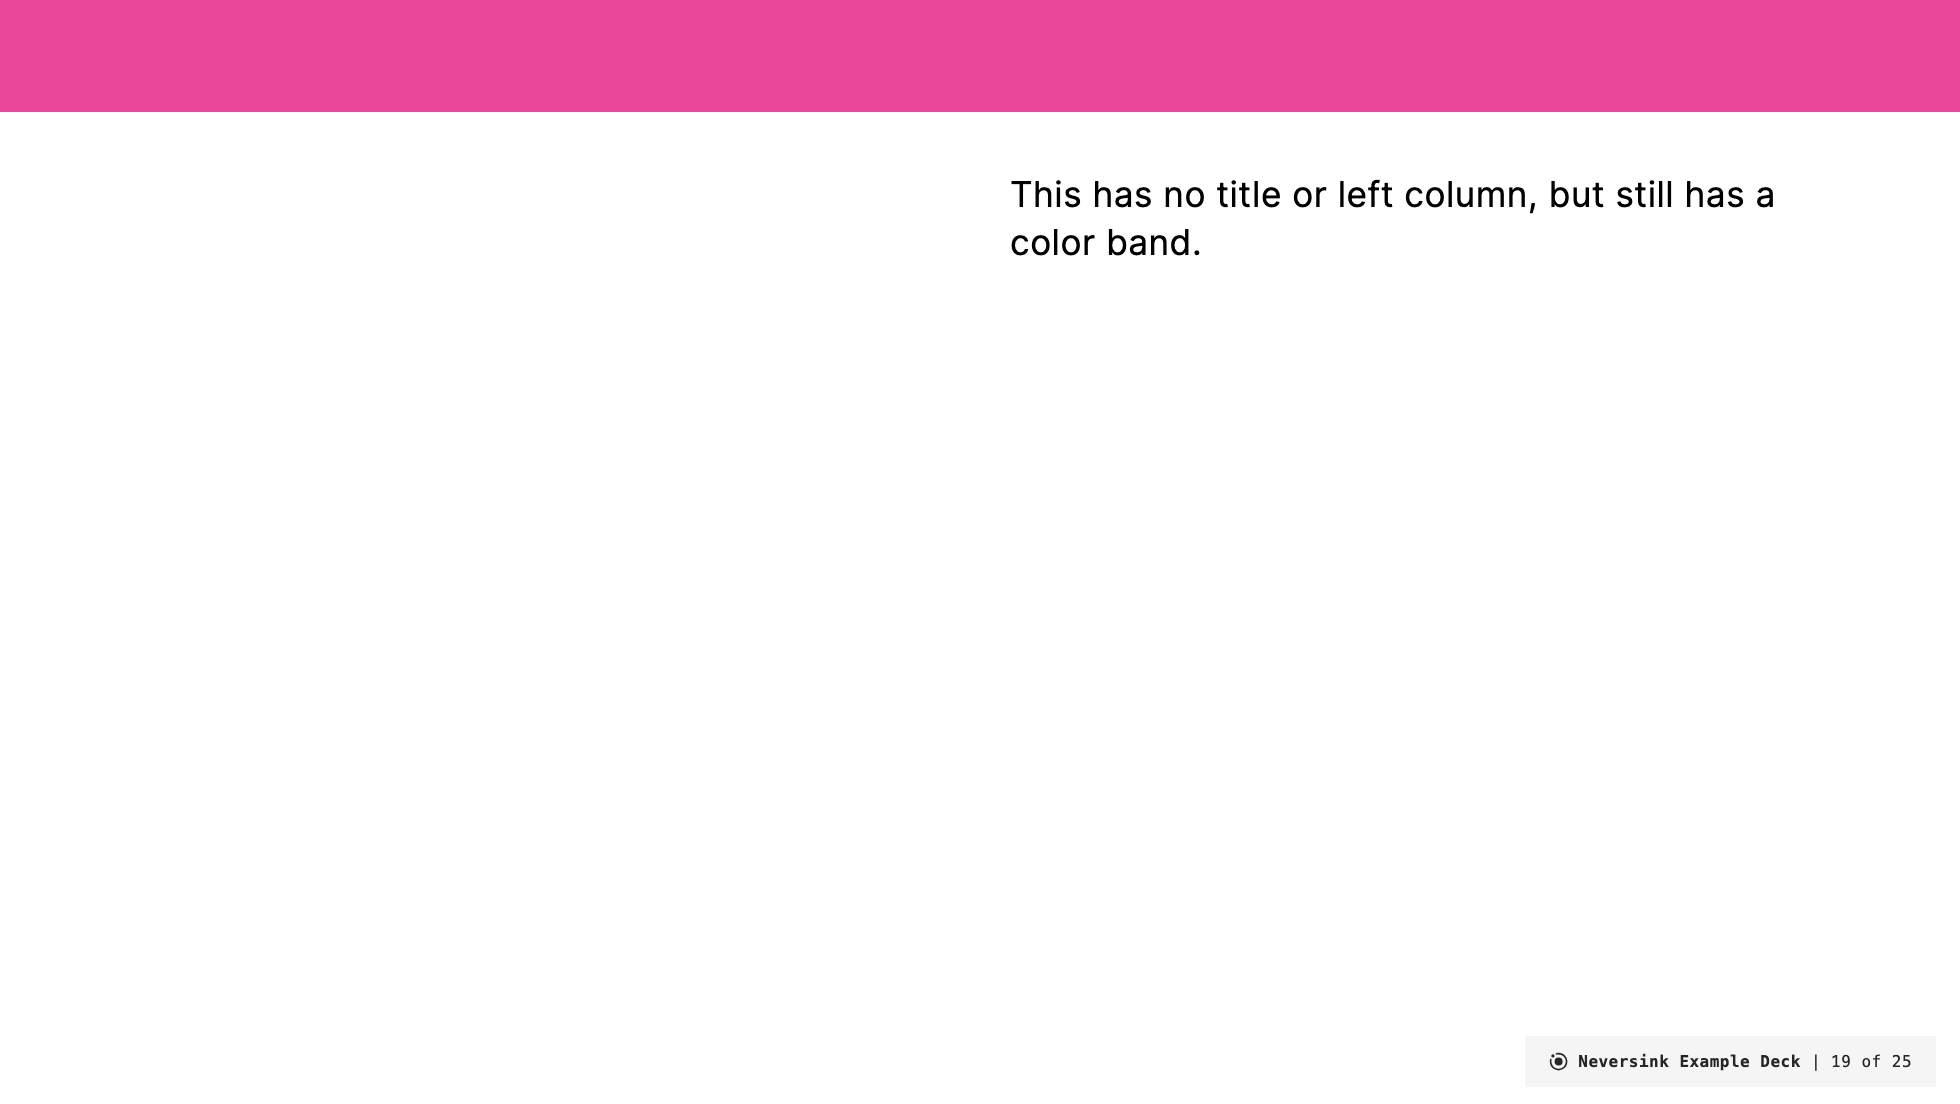 This has no title or left column, but still has a
color band.
Neversink Example Deck | 19 of 25